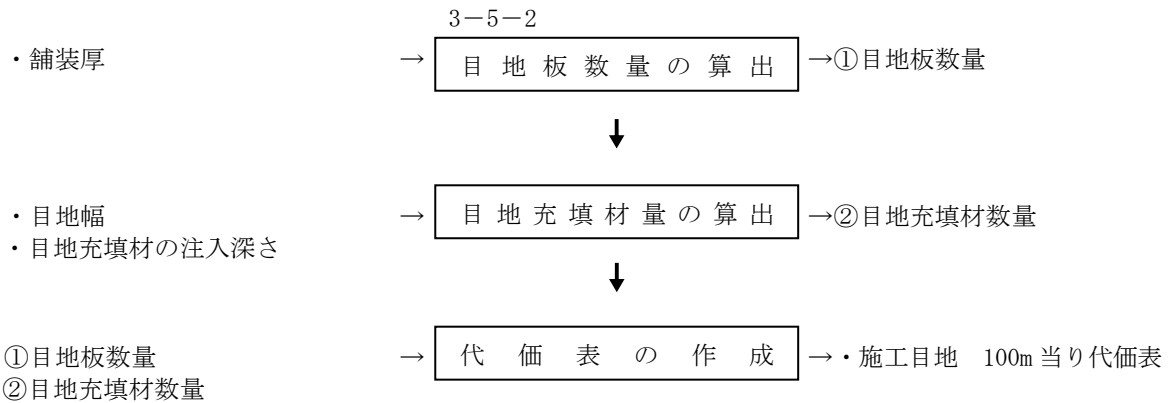 3－5－2
・舗装厚 → 目地板数量の算出 →①目地板数量
・目地幅 → 目地充填材量の算出 →②目地充填材数量
・目地充填材の注入深さ
①目地板数量 → 代価表の作成 →・施工目地　100m当り代価表
②目地充填材数量